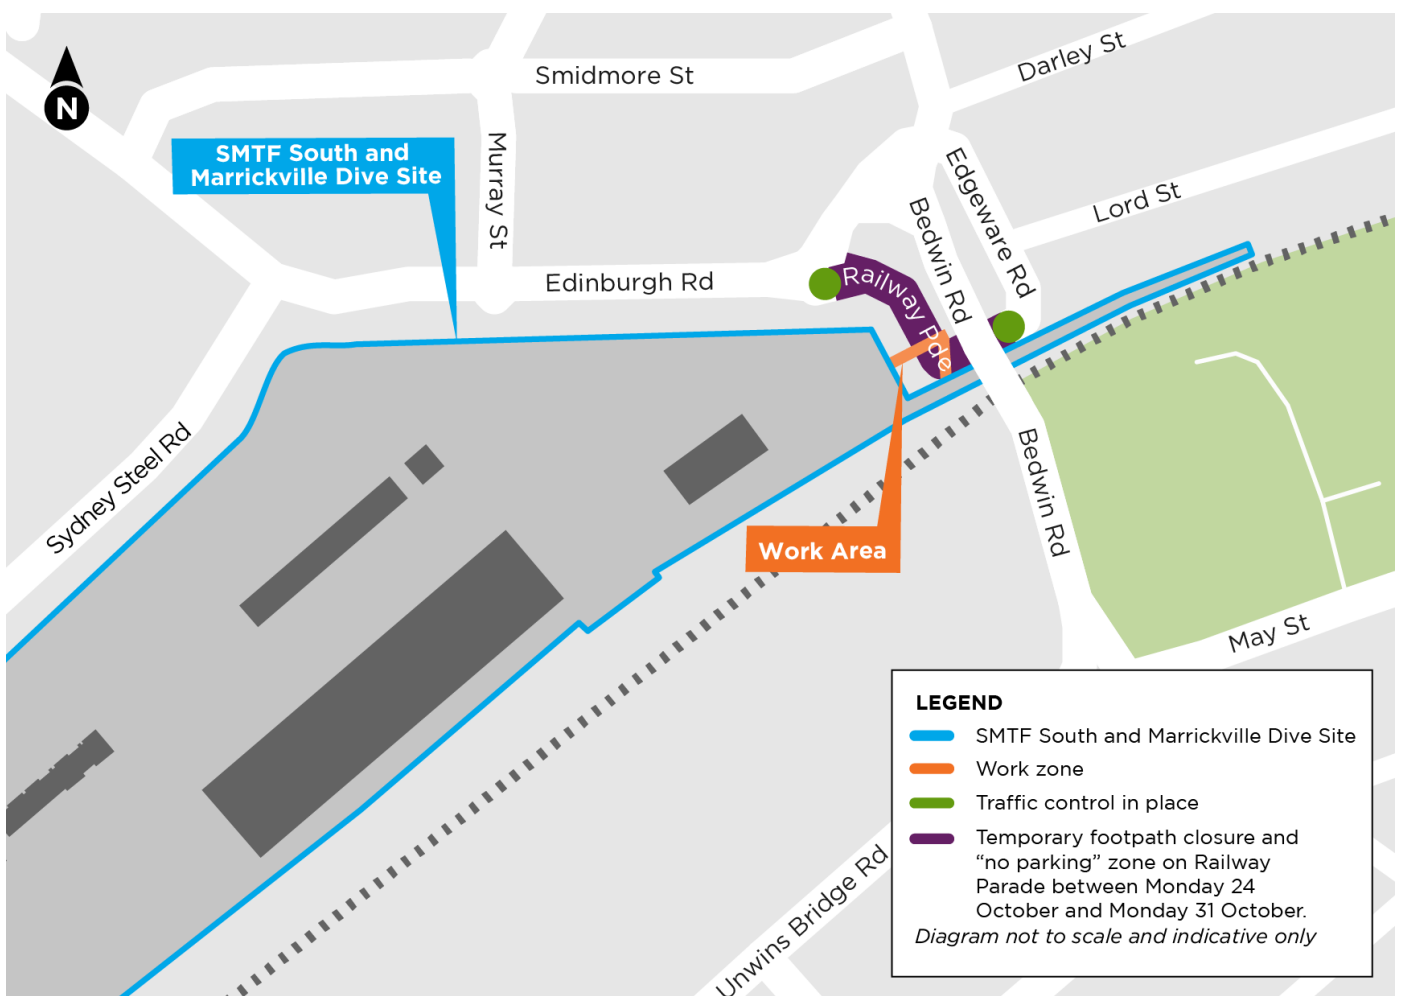 N
Smidmore St
Darley St
SMTF South and
Marrickville Dive Site
Murray St
Edgeware Rd
Lord St
Bedwin Rd
Edinburgh Rd
Railway Pde
Sydney Steel Rd
Bedwin Rd
Work Area
May St
Unwins Bridge Rd
LEGEND
SMTF South and Marrickville Dive Site
Work zone
Traffic control in place
Temporary footpath closure and
“no parking” zone on Railway
Parade between Monday 24
October and Monday 31 October.
Diagram not to scale and indicative only